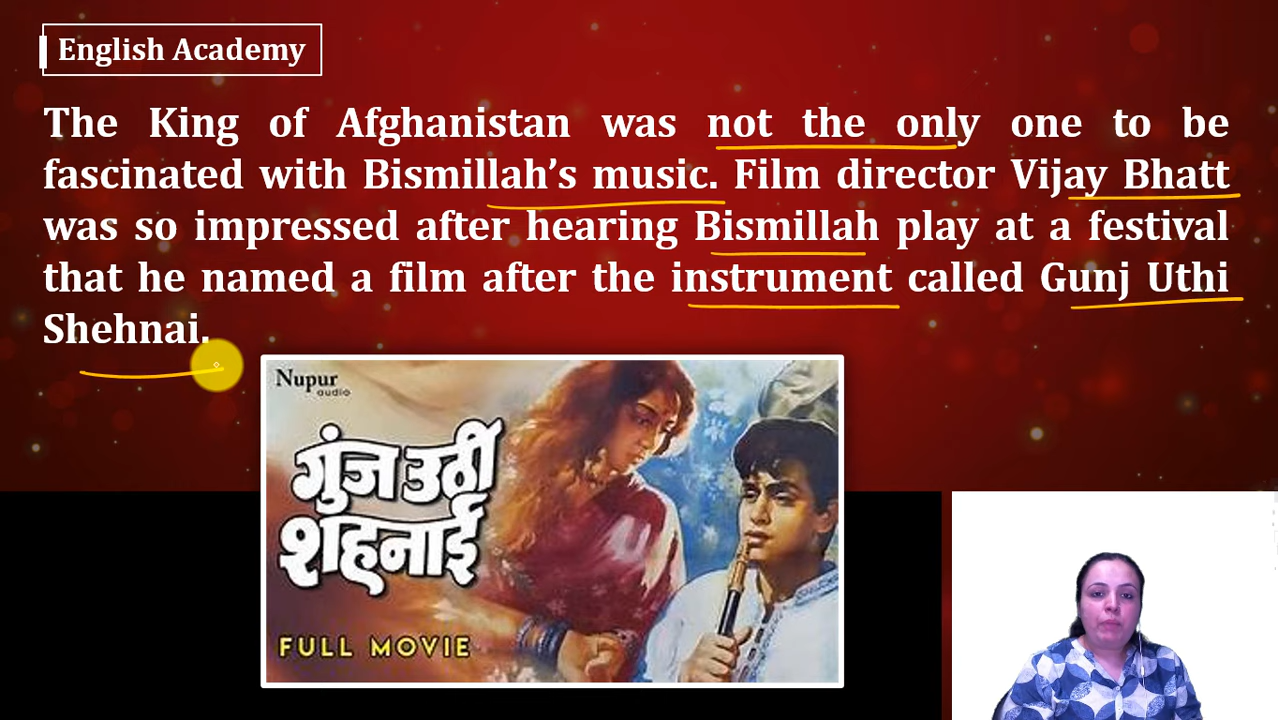 English Academy
The King of Afghanistan was not the only one to be
fascinated with Bismillah’s music. Film director Vijay Bhatt
was so impressed after hearing Bismillah play at a festival
that he named a film after the instrument called Gunj Uthi
Shehnai.
Nupur
audio
गुंज उठी
शहनाई
FULL MOVIE